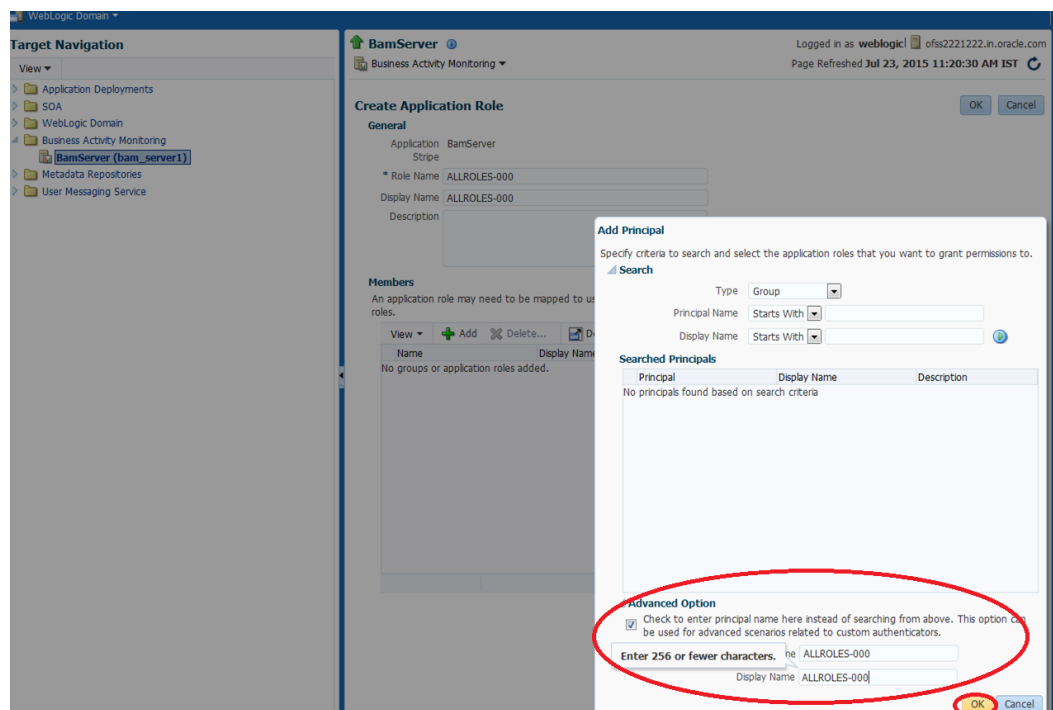 WebLogic Domain
Target Navigation
View
Application Deployments
SOA
WebLogic Domain
Business Activity Monitoring
BamServer (bam_server1)
Metadata Repositories
User Messaging Service
BamServer
Logged in as weblogic| ofss2221222.in.oracle.com
Business Activity Monitoring
Page Refreshed Jul 23, 2015 11:20:30 AM IST
Create Application Role
OK Cancel
General
Application Stripe BamServer
* Role Name ALLROLES-000
Display Name ALLROLES-000
Description
Members
An application role may need to be mapped to us
roles.
View Add Delete... D
Name Display Name
No groups or application roles added.
Add Principal
Specify criteria to search and select the application roles that you want to grant permissions to.
Search
Type Group
Principal Name Starts With
Display Name Starts With
Searched Principals
Principal Display Name Description
No principals found based on search criteria
Advanced Option
Check to enter principal name here instead of searching from above. This option can
be used for advanced scenarios related to custom authenticators.
Enter 256 or fewer characters. me ALLROLES-000
Display Name ALLROLES-000
OK Cancel